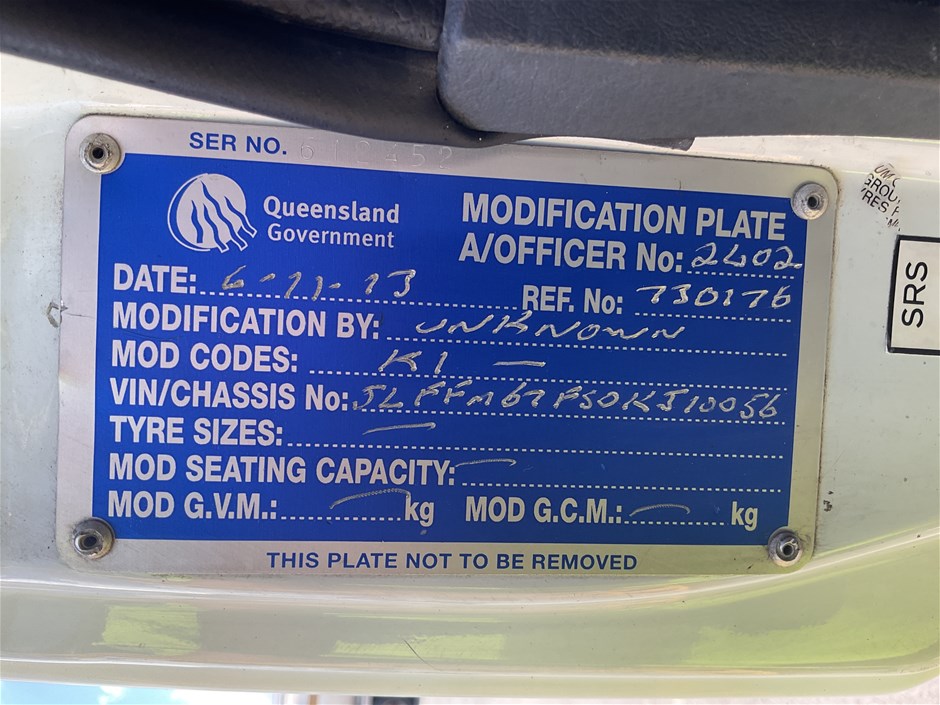 SER NO.
Queensland
Government
MODIFICATION PLATE
A/OFFICER No: 2402
DATE: 6-11-13
REF. No: 730176
MODIFICATION BY: UNKNOWN
MOD CODES: K1 —
VIN/CHASSIS No: JLFFM67FSOKJ10056
TYRE SIZES: —
MOD SEATING CAPACITY: —
MOD G.V.M.: — kg MOD G.C.M.: — kg
THIS PLATE NOT TO BE REMOVED
SRS